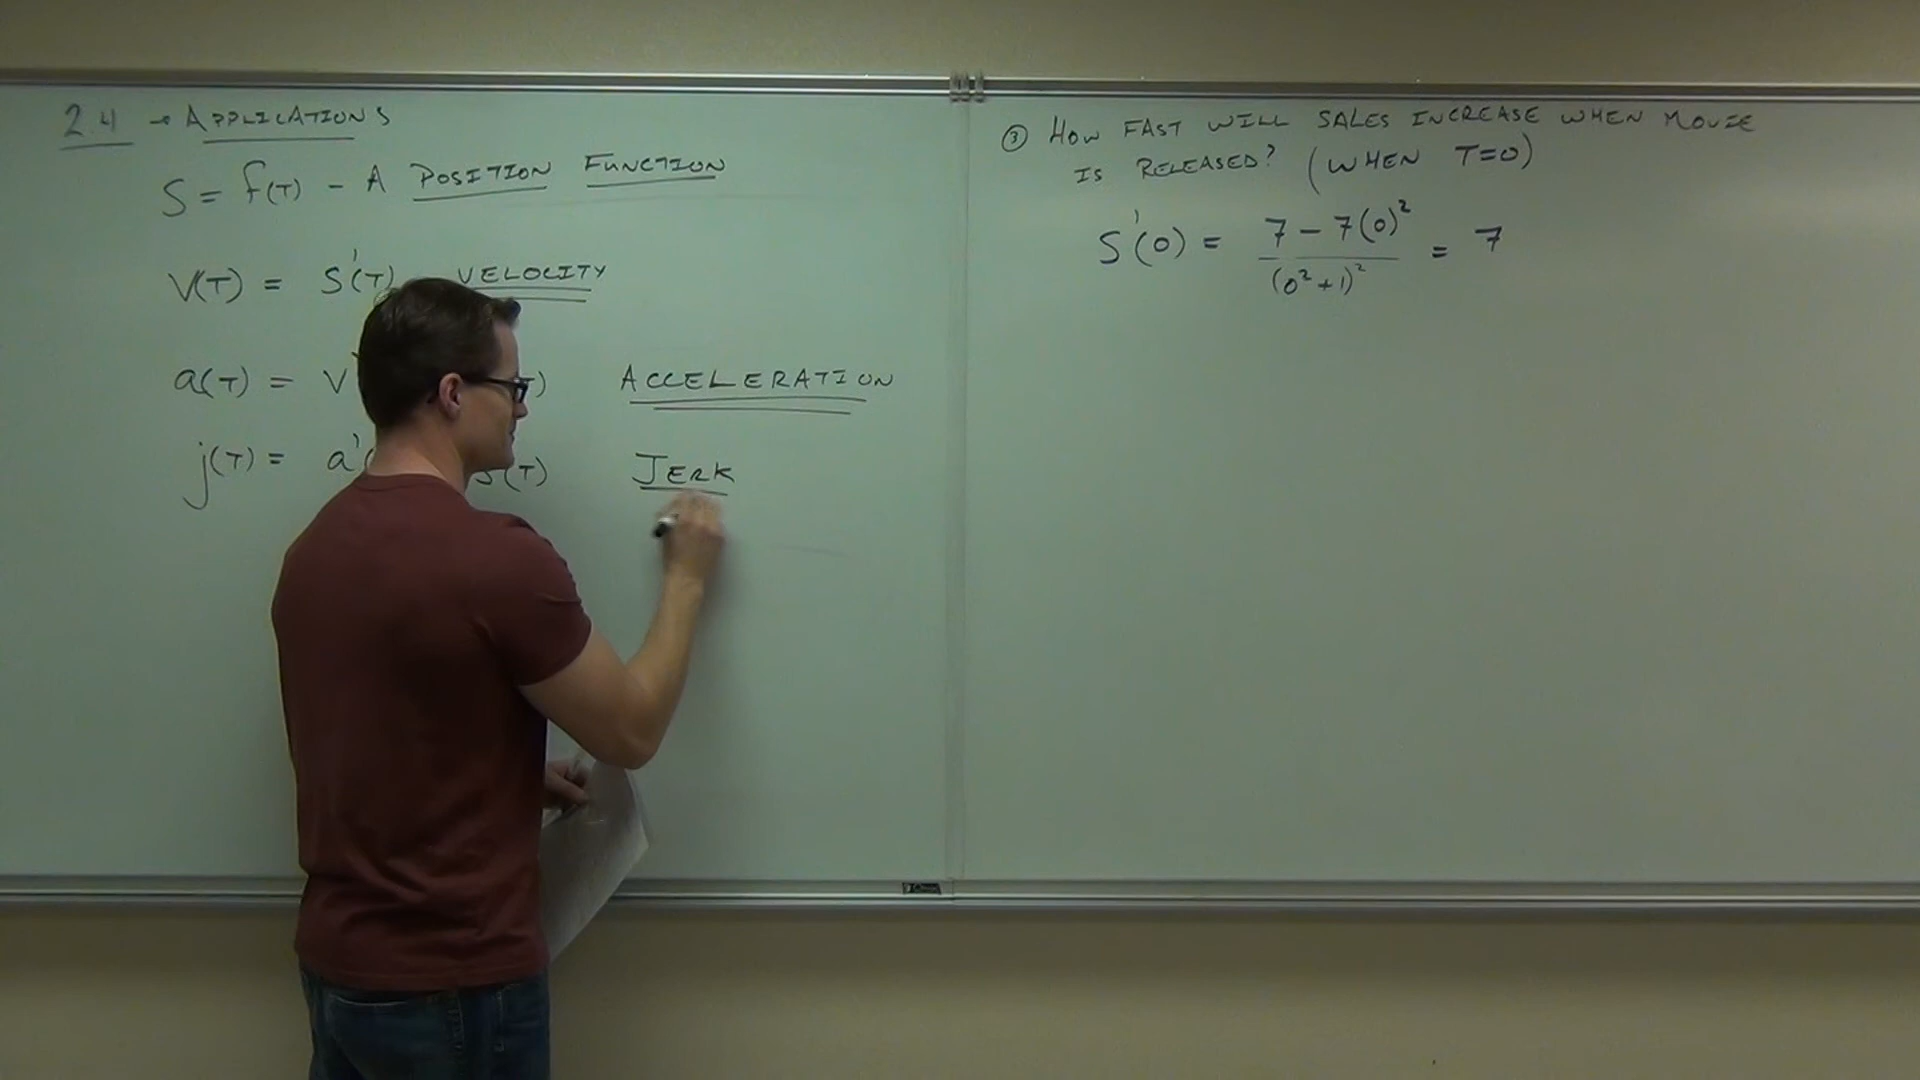 2.4 → APPLICATIONS
S = f(T) - A POSITION FUNCTION
V(T) = S'(T) VELOCITY
a(T) = V T) ACCELERATION
j(T) = a'( S(T) JERK
③ HOW FAST WILL SALES INCREASE WHEN MOVIE
IS RELEASED? (WHEN T=0)
S'(0) = 7 - 7(0)² / (0²+1)² = 7